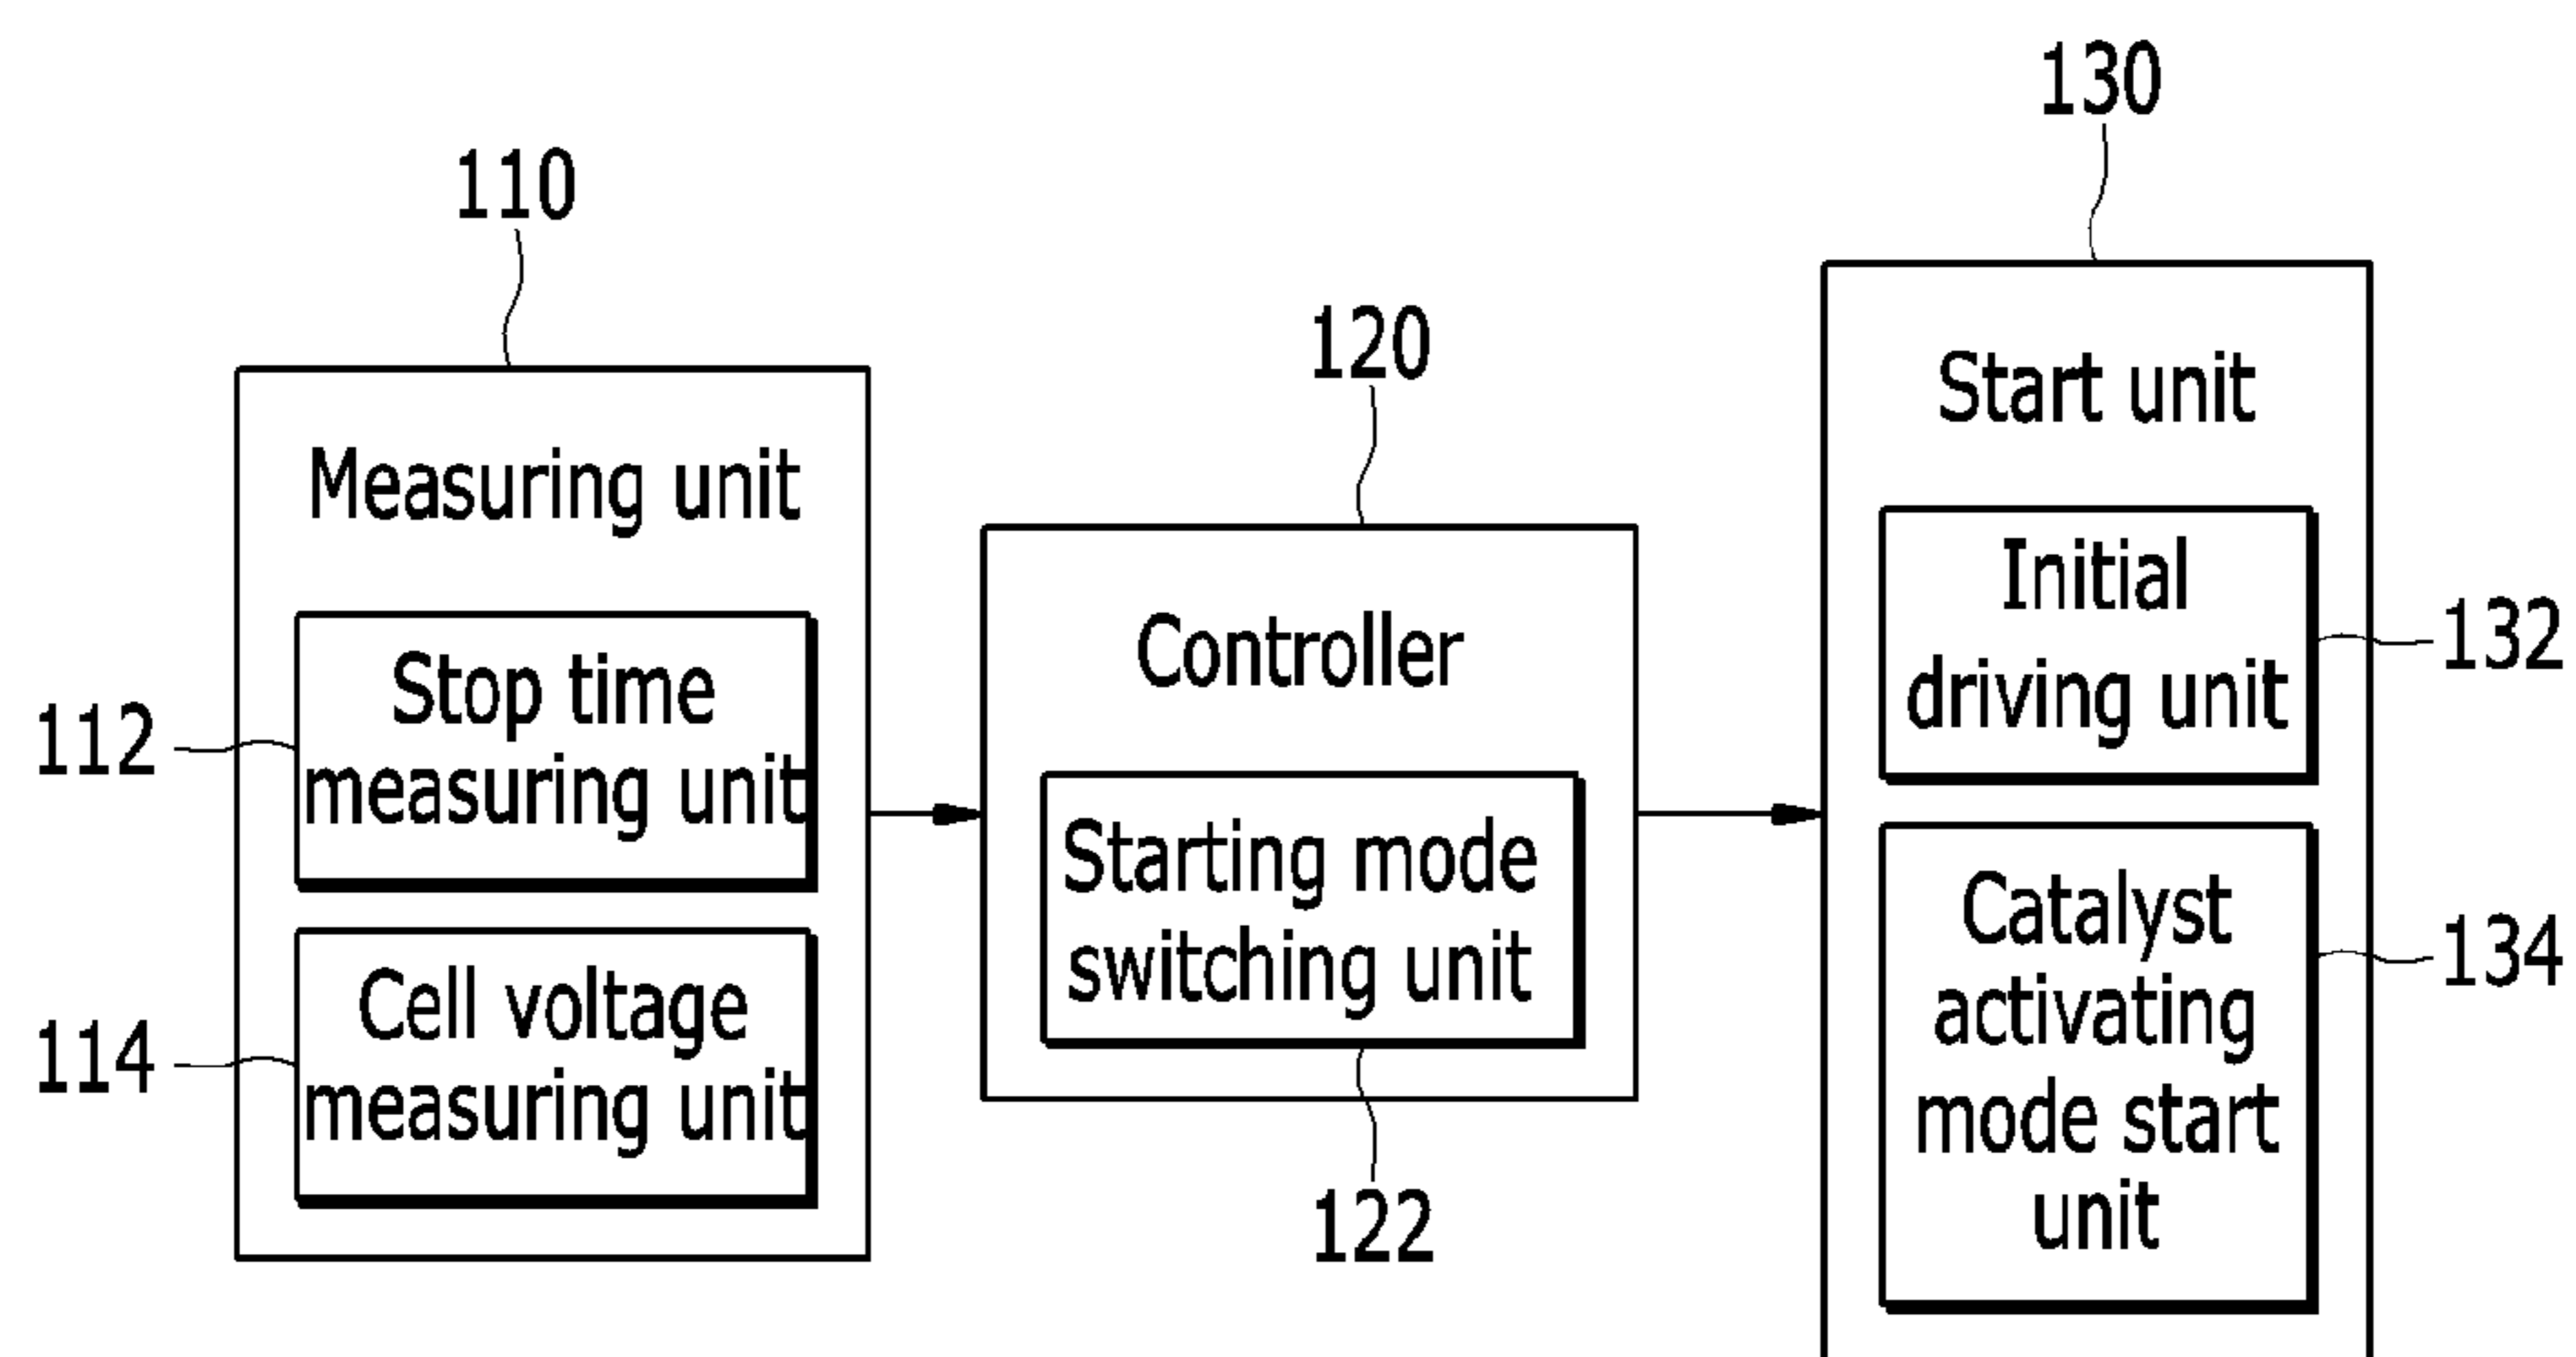 110
Measuring unit
112
Stop time
measuring unit
114
Cell voltage
measuring unit
120
Controller
Starting mode
switching unit
122
130
Start unit
Initial
driving unit
132
Catalyst
activating
mode start
unit
134